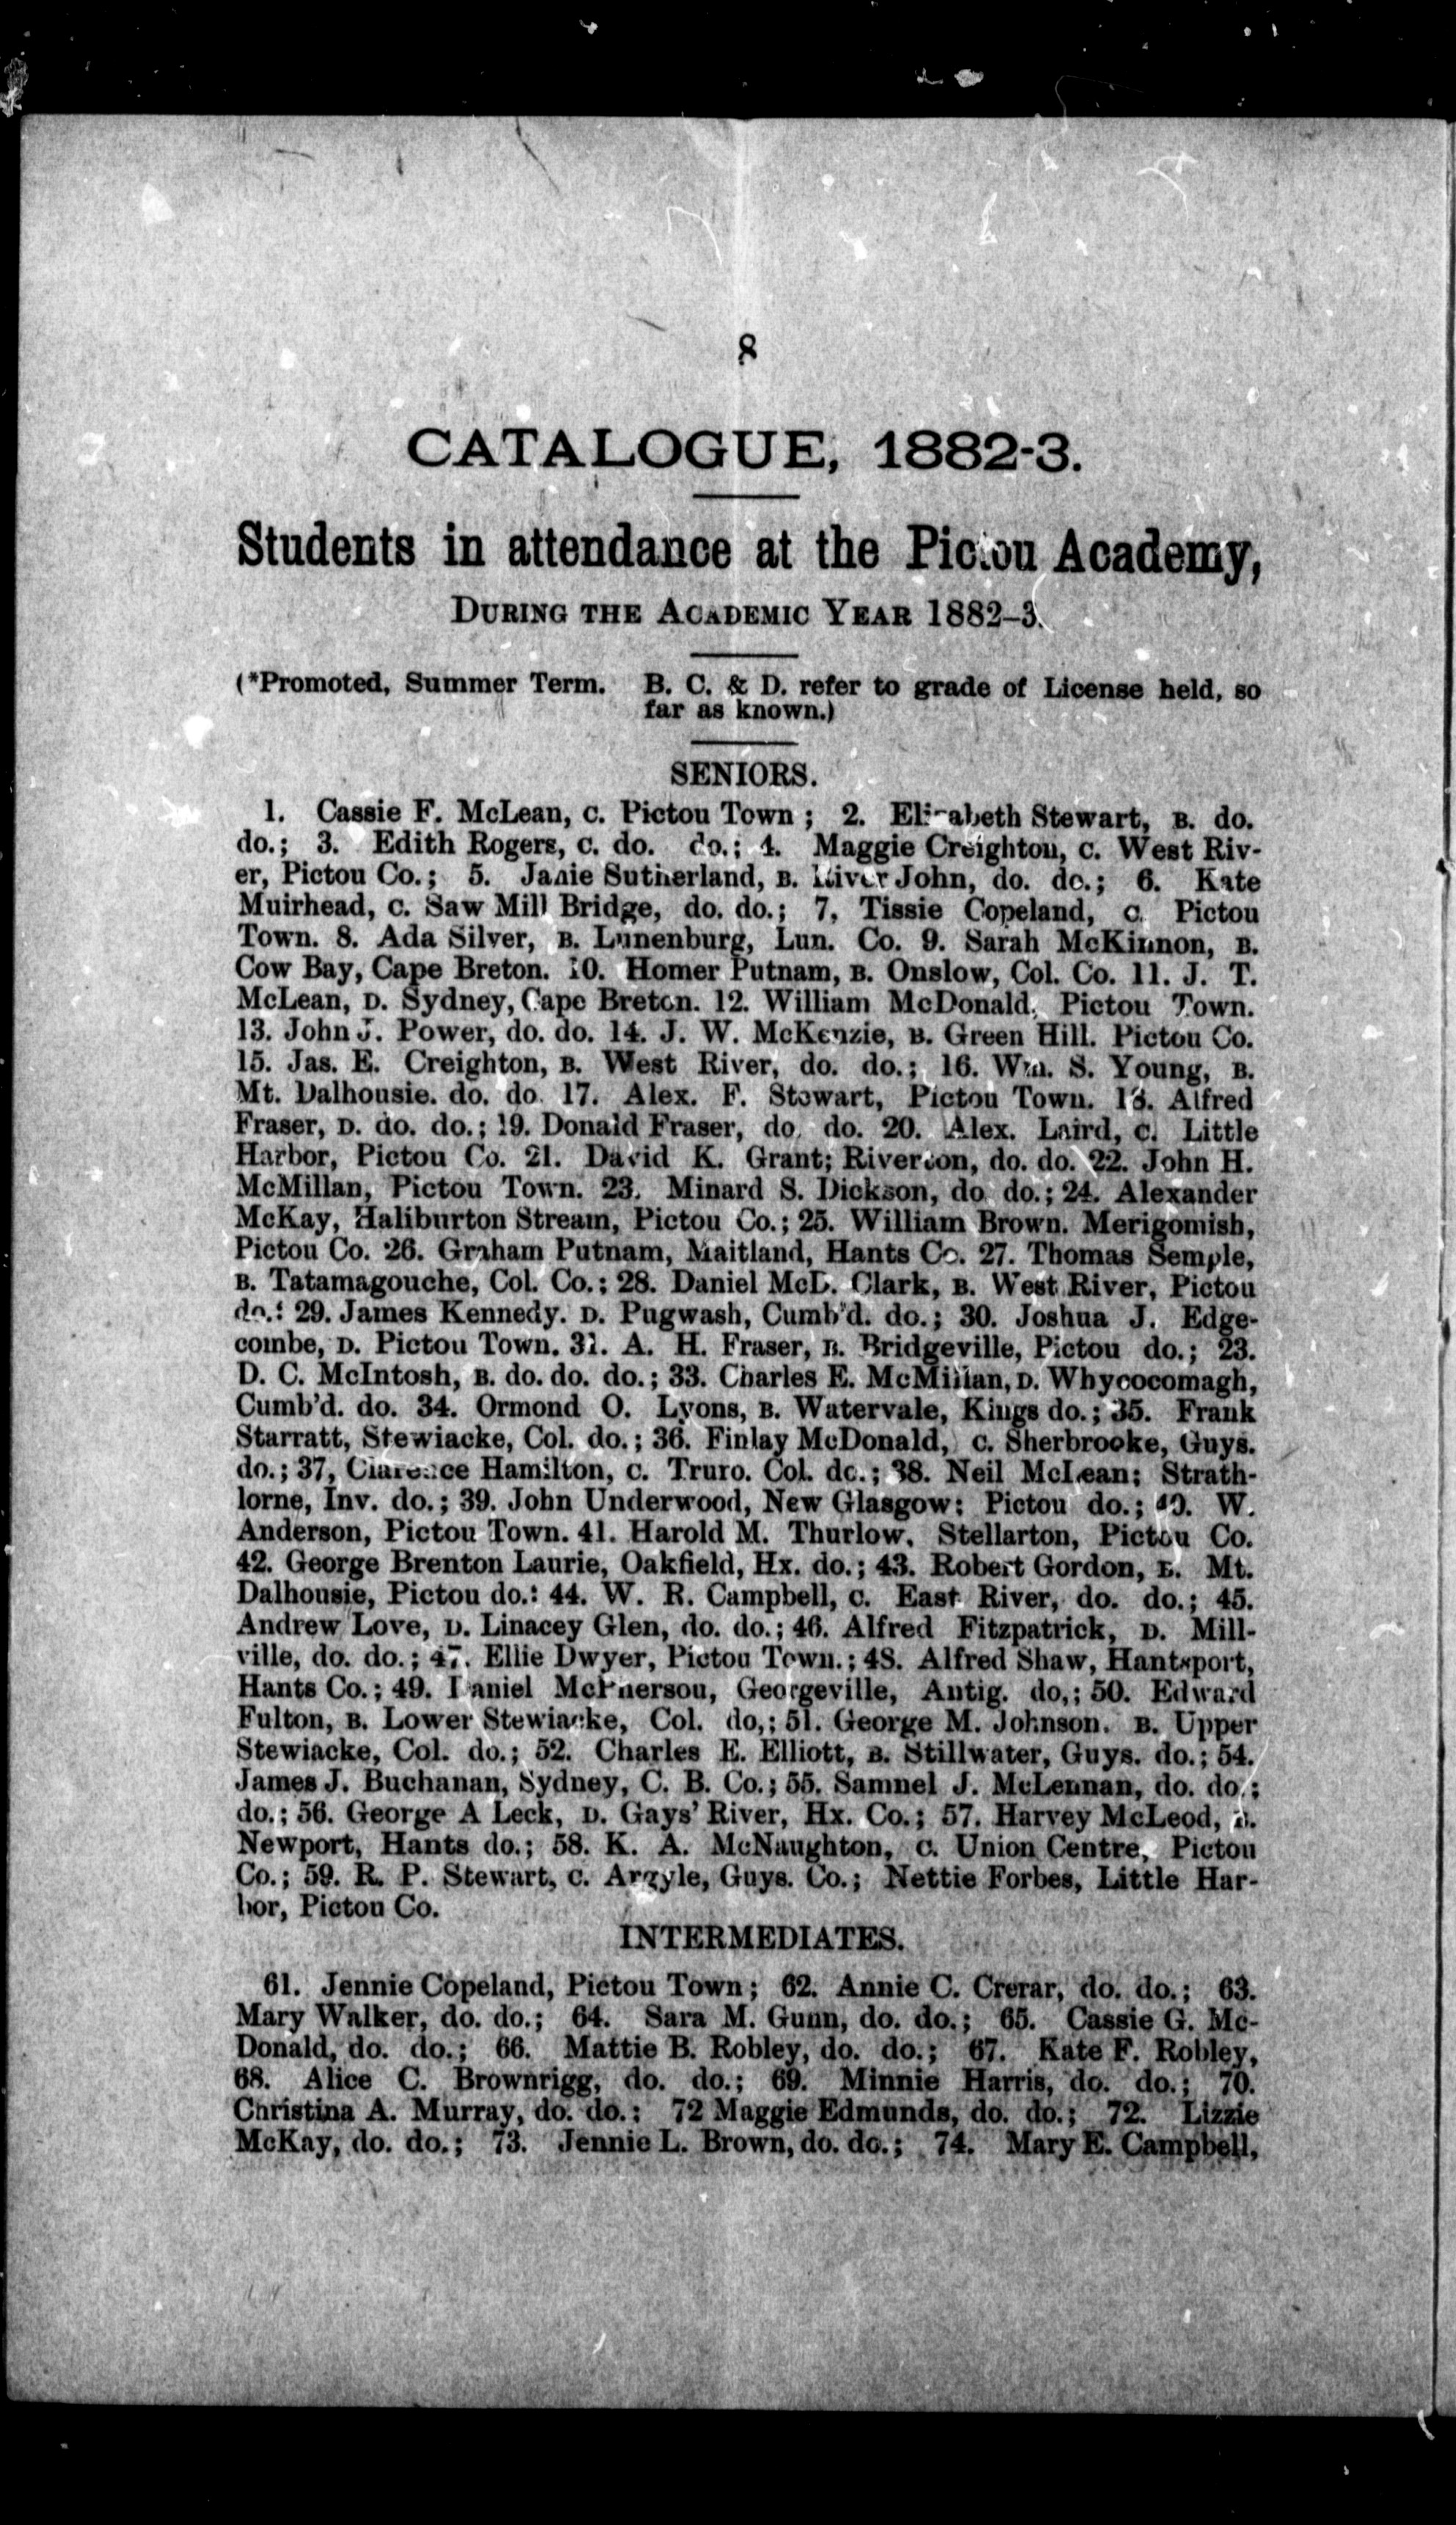 8
CATALOGUE, 1882-3.
Students in attendance at the Pictou Academy,
DURING THE ACADEMIC YEAR 1882–3.
(*Promoted, Summer Term. B. C. & D. refer to grade of License held, so
far as known.)
SENIORS.
1. Cassie F. McLean, C. Pictou Town; 2. Elizabeth Stewart, B. do.
do.; 3. Edith Rogers, C. do. do.; 4. Maggie Creighton, C. West Riv-
er, Pictou Co.; 5. Janie Sutherland, B. River John, do. do.; 6. Kate
Muirhead, C. Saw Mill Bridge, do. do.; 7, Tissie Copeland, C. Pictou
Town. 8. Ada Silver, B. Lunenburg, Lun. Co. 9. Sarah McKinnon, B.
Cow Bay, Cape Breton. 10. Homer Putnam, B. Onslow, Col. Co. 11. J. T.
McLean, D. Sydney, Cape Breton. 12. William McDonald, Pictou Town.
13. John J. Power, do. do. 14. J. W. McKenzie, B. Green Hill. Pictou Co.
15. Jas. E. Creighton, B. West River, do. do.; 16. Wm. S. Young, B.
Mt. Dalhousie. do. do. 17. Alex. F. Stewart, Pictou Town. 18. Alfred
Fraser, D. do. do.; 19. Donald Fraser, do. do. 20. Alex. Laird, C. Little
Harbor, Pictou Co. 21. David K. Grant; Riverton, do. do. 22. John H.
McMillan, Pictou Town. 23. Minard S. Dickson, do do.; 24. Alexander
McKay, Haliburton Stream, Pictou Co.; 25. William Brown. Merigomish,
Pictou Co. 26. Graham Putnam, Maitland, Hants Co. 27. Thomas Semple,
B. Tatamagouche, Col. Co.; 28. Daniel McD. Clark, B. West River, Pictou
do.: 29. James Kennedy. D. Pugwash, Cumb'd. do.; 30. Joshua J. Edge-
combe, D. Pictou Town. 31. A. H. Fraser, B. Bridgeville, Pictou do.; 23.
D. C. McIntosh, B. do. do. do.; 33. Charles E. McMillan, D. Whycocomagh,
Cumb'd. do. 34. Ormond O. Lyons, B. Watervale, Kings do.; 35. Frank
Starratt, Stewiacke, Col. do.; 36. Finlay McDonald, C. Sherbrooke, Guys.
do.; 37, Clarence Hamilton, C. Truro. Col. do.; 38. Neil McLean; Strath-
lorne, Inv. do.; 39. John Underwood, New Glasgow: Pictou do.; 40. W.
Anderson, Pictou Town. 41. Harold M. Thurlow, Stellarton, Pictou Co.
42. George Brenton Laurie, Oakfield, Hx. do.; 43. Robert Gordon, Mt.
Dalhousie, Pictou do.: 44. W. R. Campbell, C. East River, do. do.; 45.
Andrew Love, D. Linacey Glen, do. do.; 46. Alfred Fitzpatrick, D. Mill-
ville, do. do.; 47. Ellie Dwyer, Pictou Town.; 48. Alfred Shaw, Hantsport,
Hants Co.; 49. Daniel McPherson, Georgeville, Antig. do,; 50. Edward
Fulton, B. Lower Stewiacke, Col. do,; 51. George M. Johnson. B. Upper
Stewiacke, Col. do.; 52. Charles E. Elliott, B. Stillwater, Guys. do.; 54.
James J. Buchanan, Sydney, C. B. Co.; 55. Samuel J. McLennan, do. do.;
do.; 56. George A Leck, D. Gays' River, Hx. Co.; 57. Harvey McLeod,
Newport, Hants do.; 58. K. A. McNaughton, C. Union Centre, Pictou
Co.; 59. R. P. Stewart, C. Argyle, Guys. Co.; Nettie Forbes, Little Har-
bor, Pictou Co.
INTERMEDIATES.
61. Jennie Copeland, Pictou Town; 62. Annie C. Crerar, do. do.; 63.
Mary Walker, do. do.; 64. Sara M. Gunn, do. do.; 65. Cassie G. Mc-
Donald, do. do.; 66. Mattie B. Robley, do. do.; 67. Kate F. Robley,
68. Alice C. Brownrigg, do. do.; 69. Minnie Harris, do. do.; 70.
Christina A. Murray, do. do.: 72 Maggie Edmunds, do. do.; 72. Lizzie
McKay, do. do.; 73. Jennie L. Brown, do. do.; 74. Mary E. Campbell,